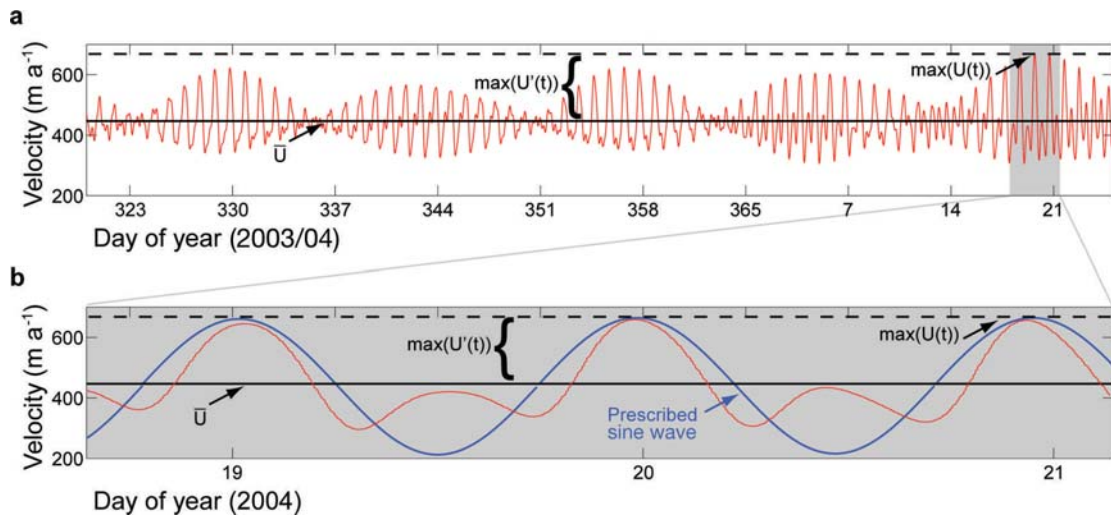 a
Velocity (m a⁻¹)
600
400
200
max(U'(t))
max(U(t))
U̅
323 330 337 344 351 358 365 7 14 21
Day of year (2003/04)
b
Velocity (m a⁻¹)
600
400
200
max(U'(t))
max(U(t))
U̅
Prescribed
sine wave
19 20 21
Day of year (2004)